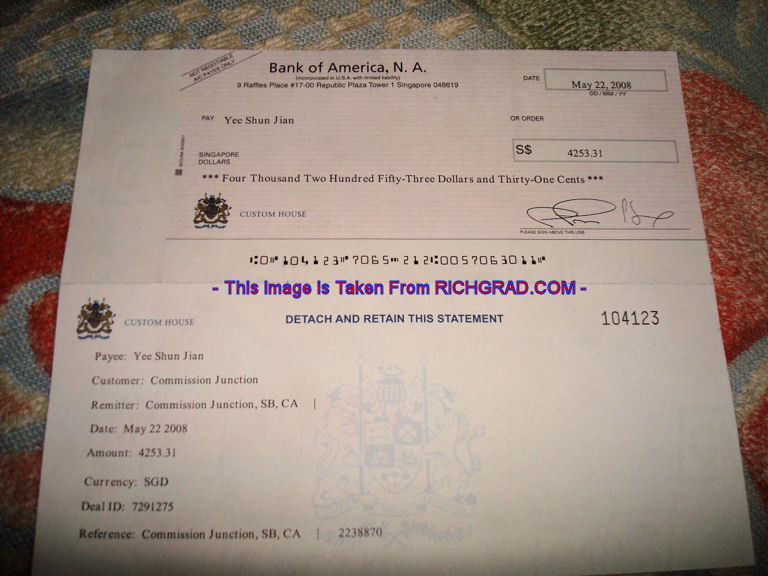 NOT NEGOTIABLE
A/C PAYEE ONLY
Bank of America, N. A.
(incorporated in U.S.A. with limited liability)
9 Raffles Place #17-00 Republic Plaza Tower 1 Singapore 048619
DATE May 22, 2008
DD / MM / YY
PAY Yee Shun Jian OR ORDER
SINGAPORE
DOLLARS
S$ 4253.31
*** Four Thousand Two Hundred Fifty-Three Dollars and Thirty-One Cents ***
CUSTOM HOUSE
PLEASE SIGN ABOVE THIS LINE
104123 7065 212 0057063011
- This Image Is Taken From RICHGRAD.COM -
CUSTOM HOUSE DETACH AND RETAIN THIS STATEMENT 104123
Payee: Yee Shun Jian
Customer: Commission Junction
Remitter: Commission Junction, SB, CA |
Date: May 22 2008
Amount: 4253.31
Currency: SGD
Deal ID: 7291275
Reference: Commission Junction, SB, CA | 2238870